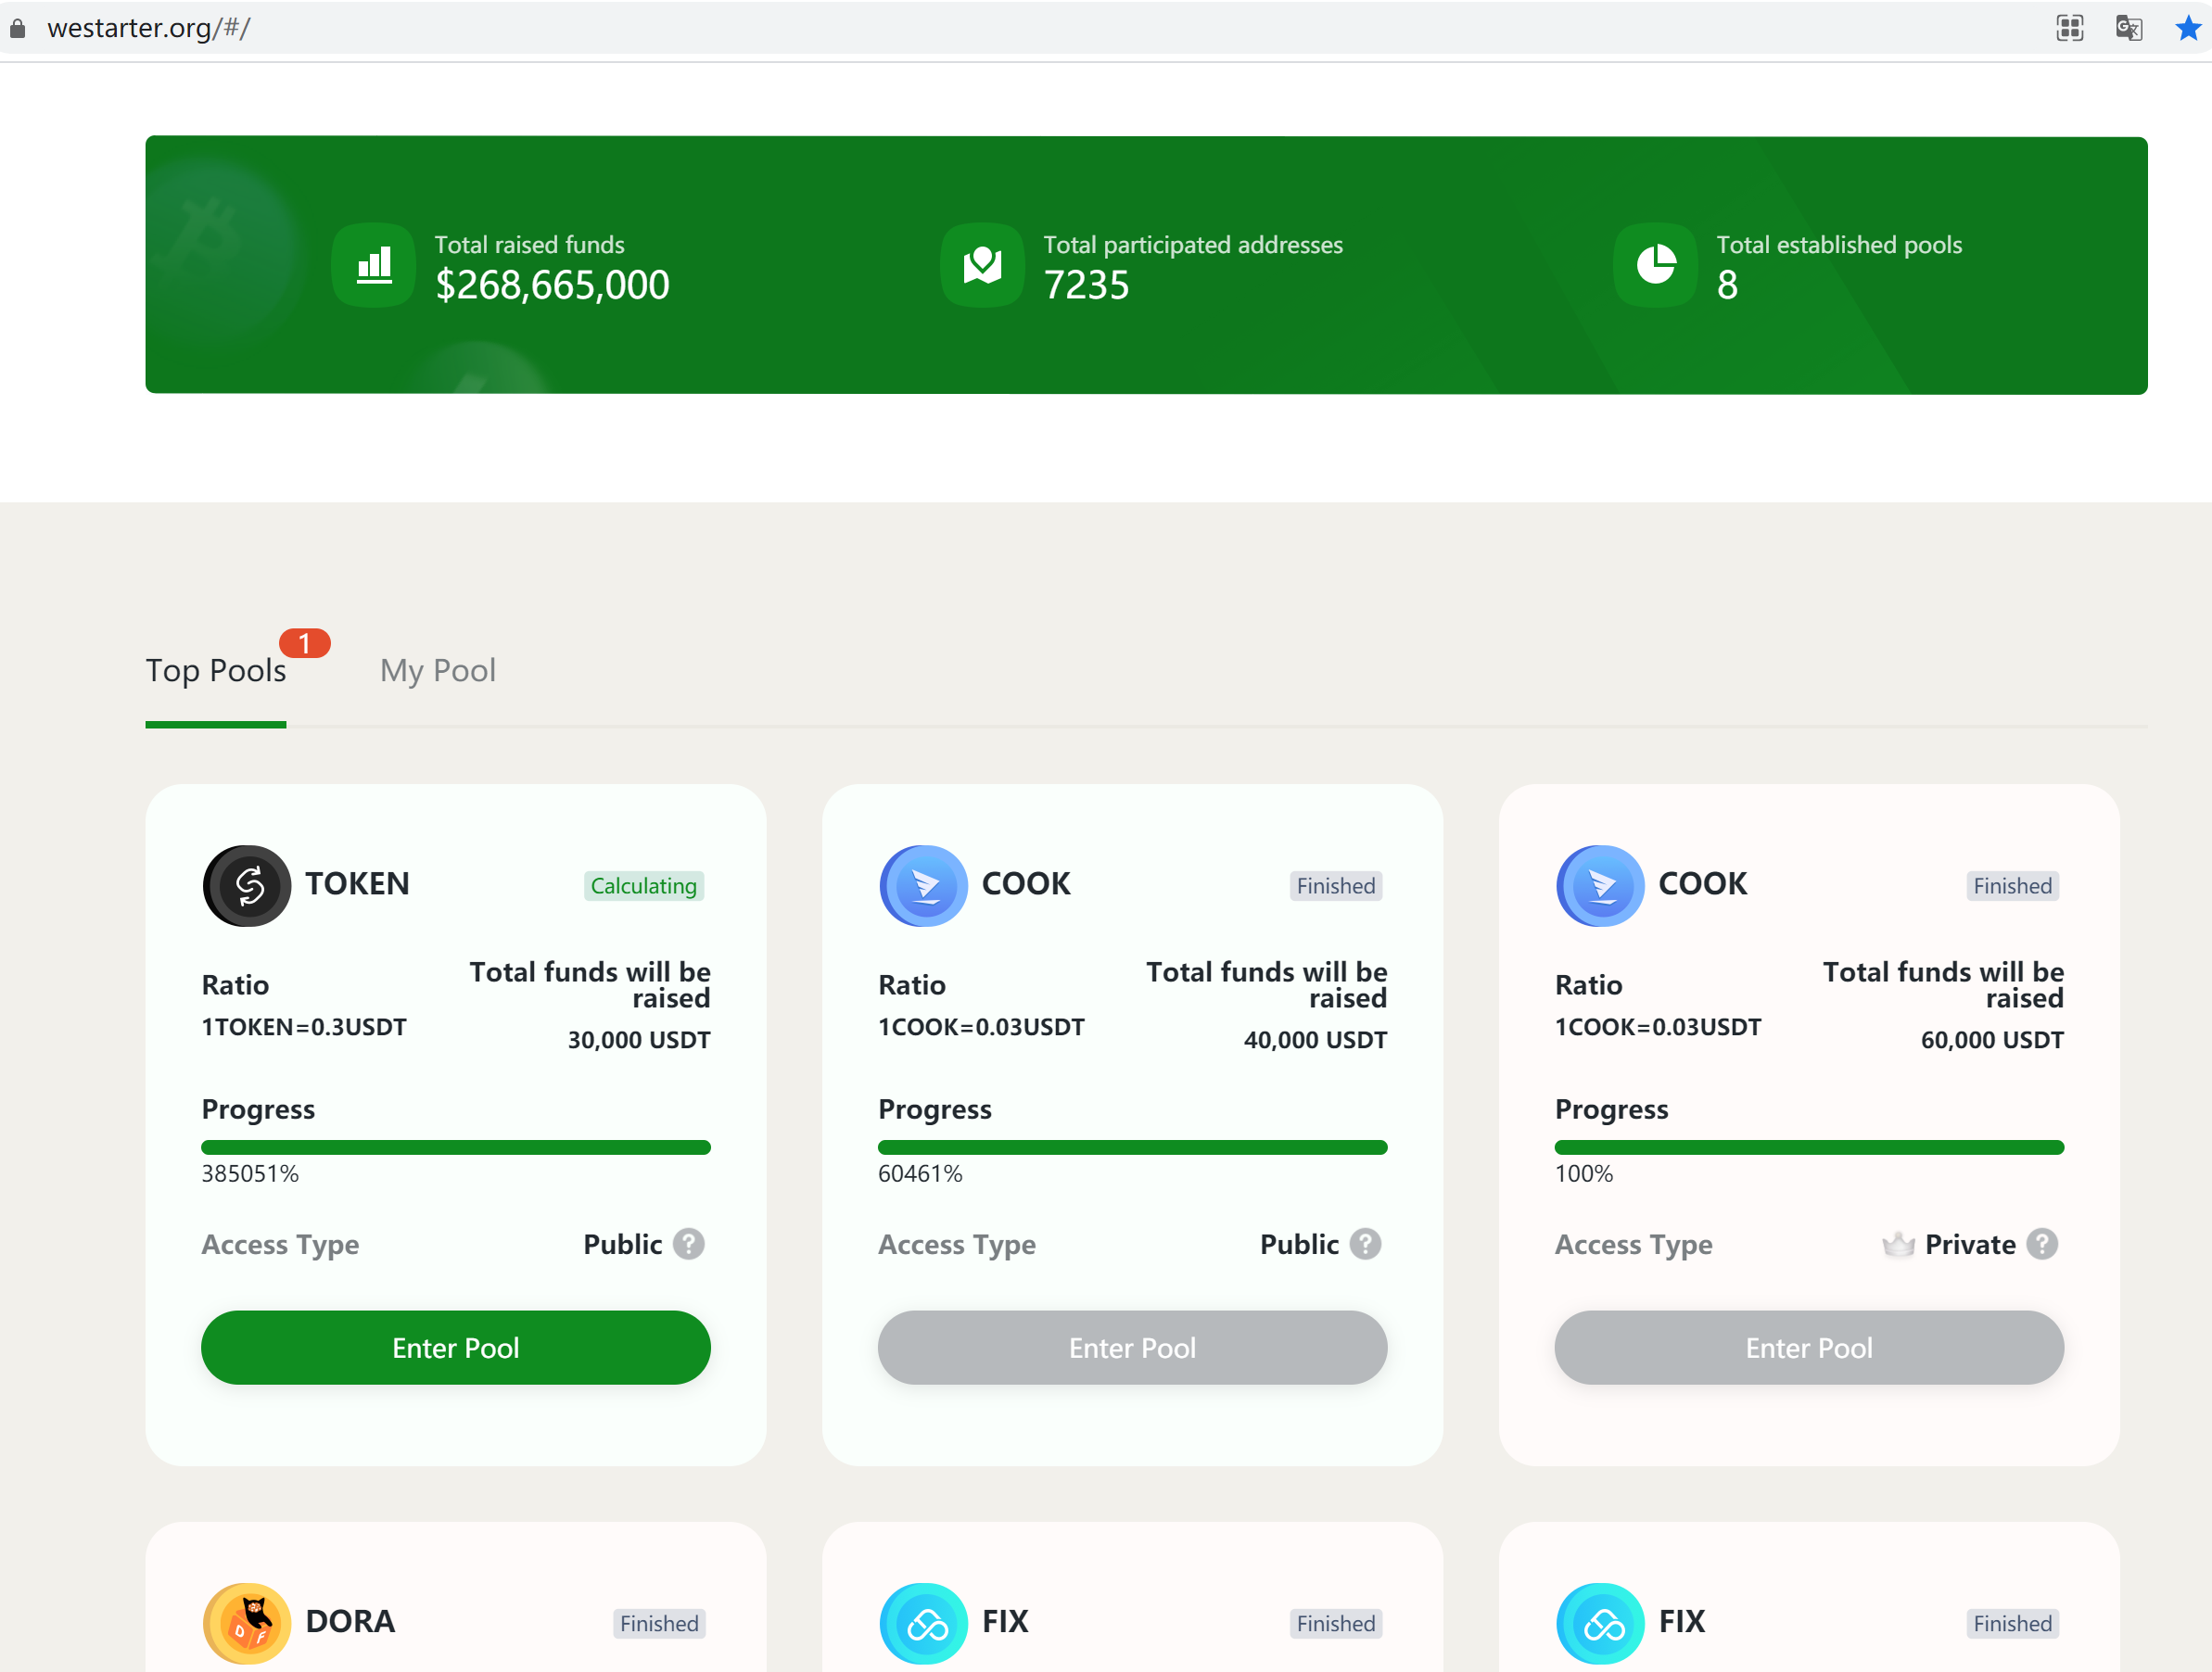 westarter.org/#/
Total raised funds
$268,665,000
Total participated addresses
7235
Total established pools
8
Top Pools
1
My Pool
TOKEN
Calculating
Ratio
1TOKEN=0.3USDT
Total funds will be
raised
30,000 USDT
Progress
385051%
Access Type
Public ?
Enter Pool
COOK
Finished
Ratio
1COOK=0.03USDT
Total funds will be
raised
40,000 USDT
Progress
60461%
Access Type
Public ?
Enter Pool
COOK
Finished
Ratio
1COOK=0.03USDT
Total funds will be
raised
60,000 USDT
Progress
100%
Access Type
Private ?
Enter Pool
D F
DORA
Finished
FIX
Finished
FIX
Finished